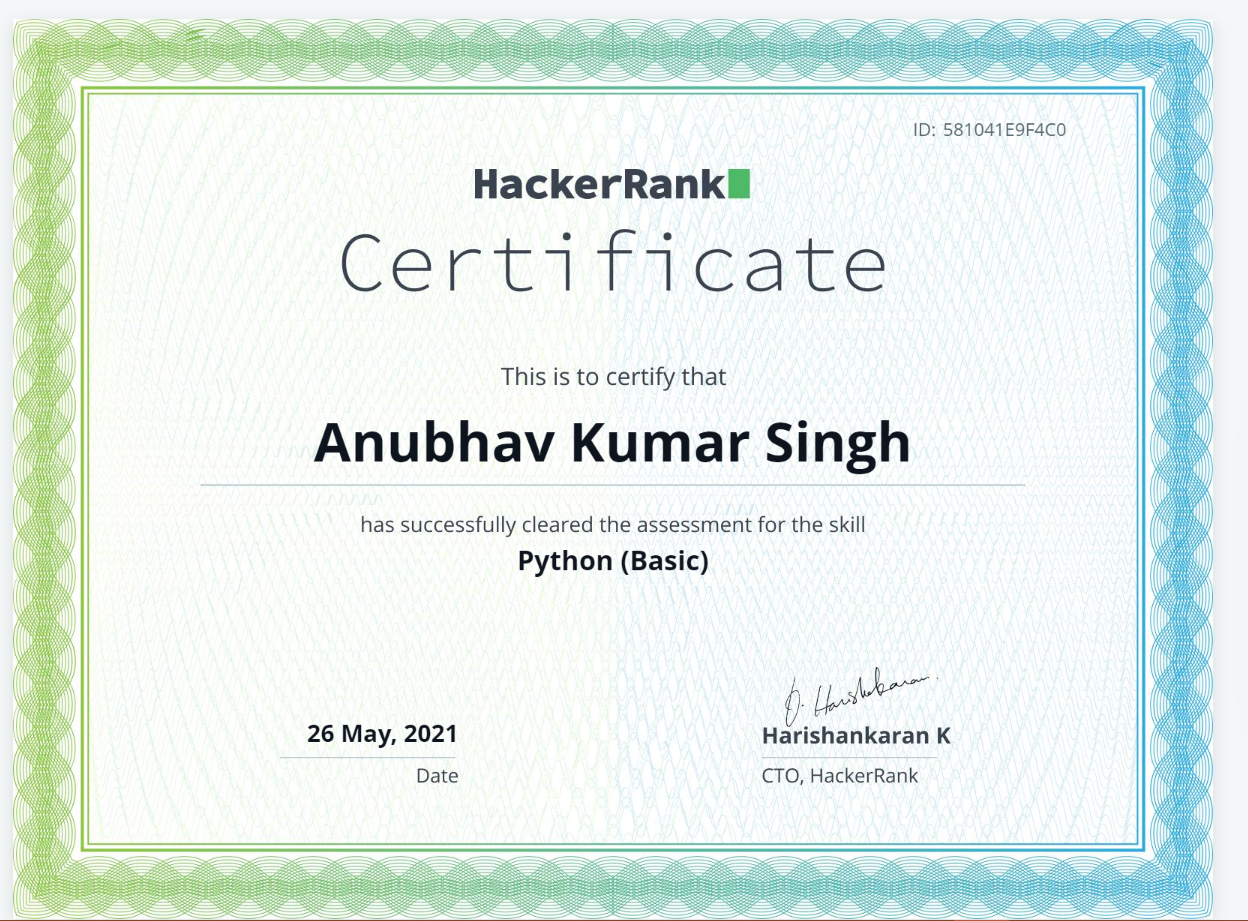 ID: 581041E9F4C0
HackerRank
Certificate
This is to certify that
Anubhav Kumar Singh
has successfully cleared the assessment for the skill
Python (Basic)
26 May, 2021
Date
Harishankaran
Harishankaran K
CTO, HackerRank